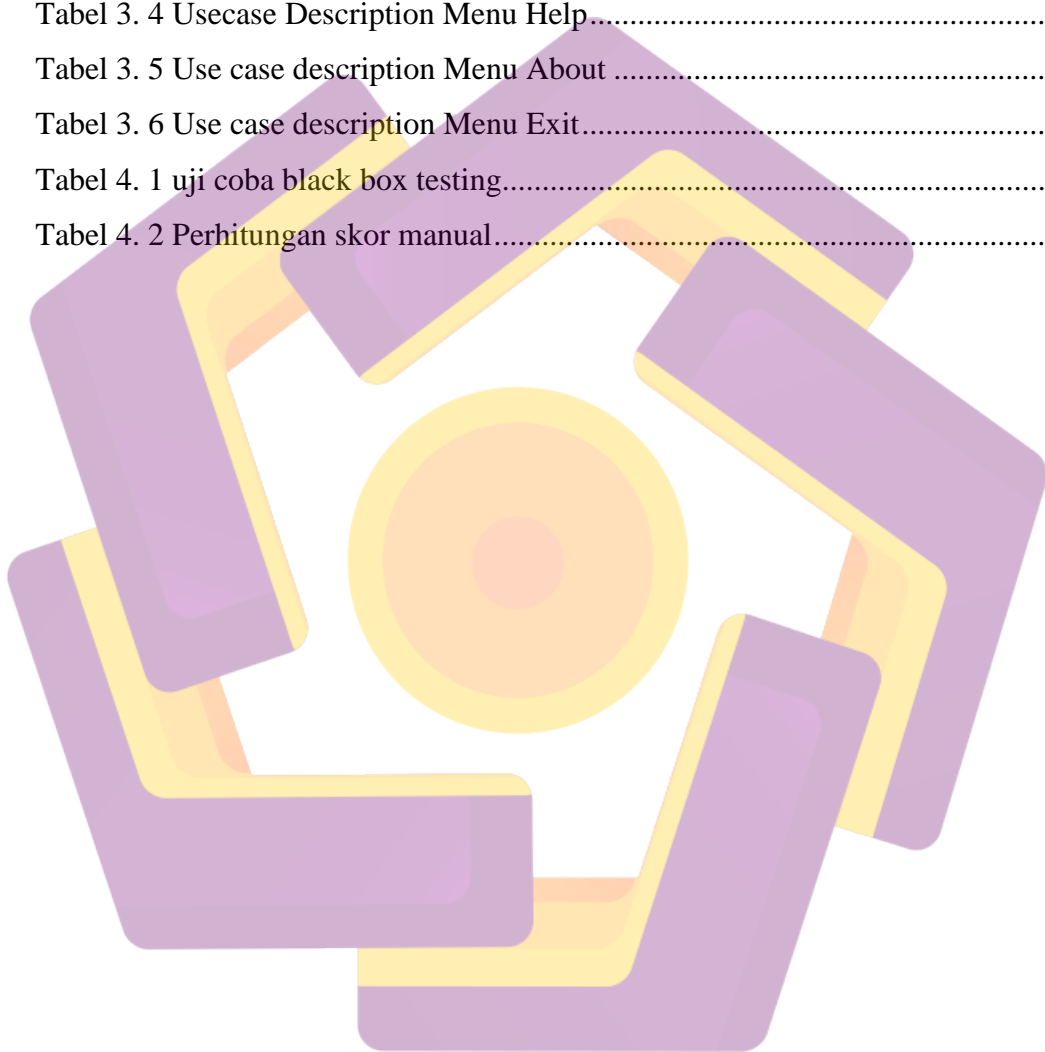 Tabel 3. 4 Usecase Description Menu Help....................................................................
Tabel 3. 5 Use case description Menu About ................................................................
Tabel 3. 6 Use case description Menu Exit.....................................................................
Tabel 4. 1 uji coba black box testing................................................................................
Tabel 4. 2 Perhitungan skor manual.................................................................................